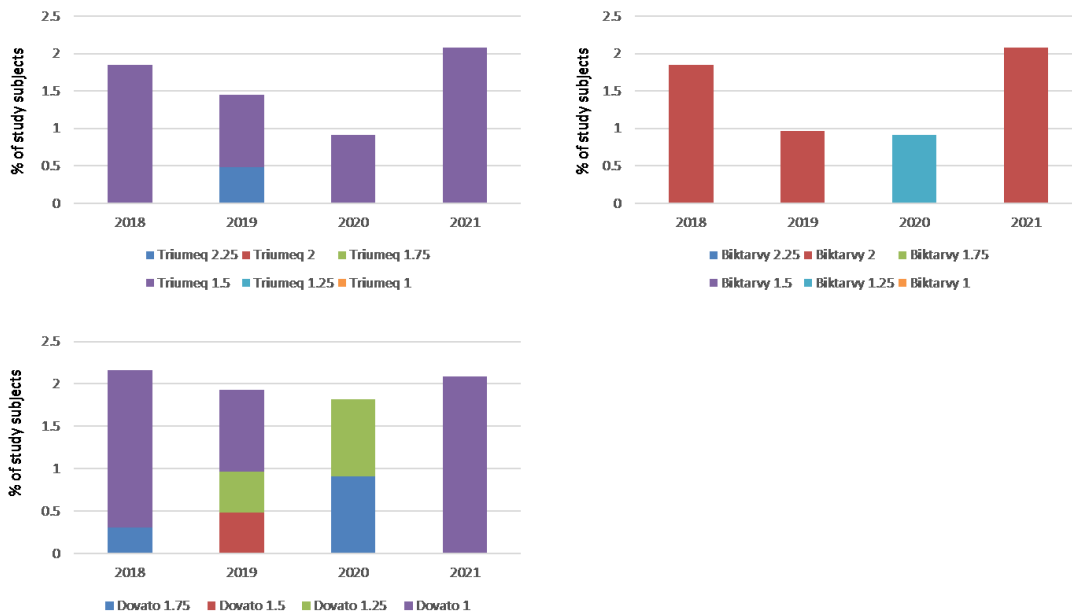 2.5
2
1.5
1
0.5
0
% of study subjects
2018 2019 2020 2021
Triumeq 2.25 Triumeq 2 Triumeq 1.75
Triumeq 1.5 Triumeq 1.25 Triumeq 1
2.5
2
1.5
1
0.5
0
% of study subjects
2018 2019 2020 2021
Biktarvy 2.25 Biktarvy 2 Biktarvy 1.75
Biktarvy 1.5 Biktarvy 1.25 Biktarvy 1
2.5
2
1.5
1
0.5
0
% of study subjects
2018 2019 2020 2021
Dovato 1.75 Dovato 1.5 Dovato 1.25 Dovato 1